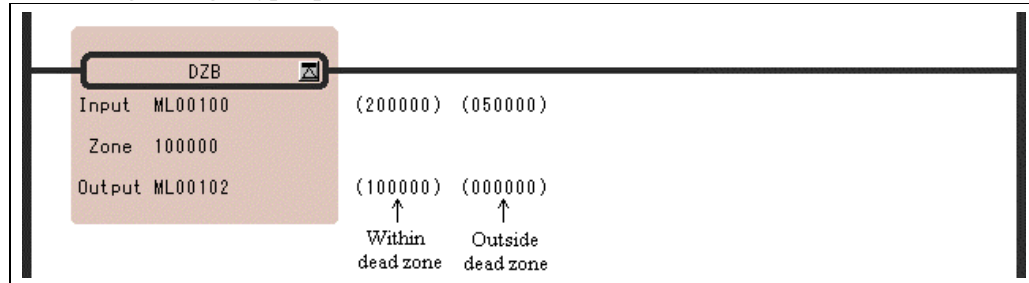 DZB
Input ML00100 (200000) (050000)
Zone 100000
Output ML00102 (100000) (000000)
Within Outside
dead zone dead zone